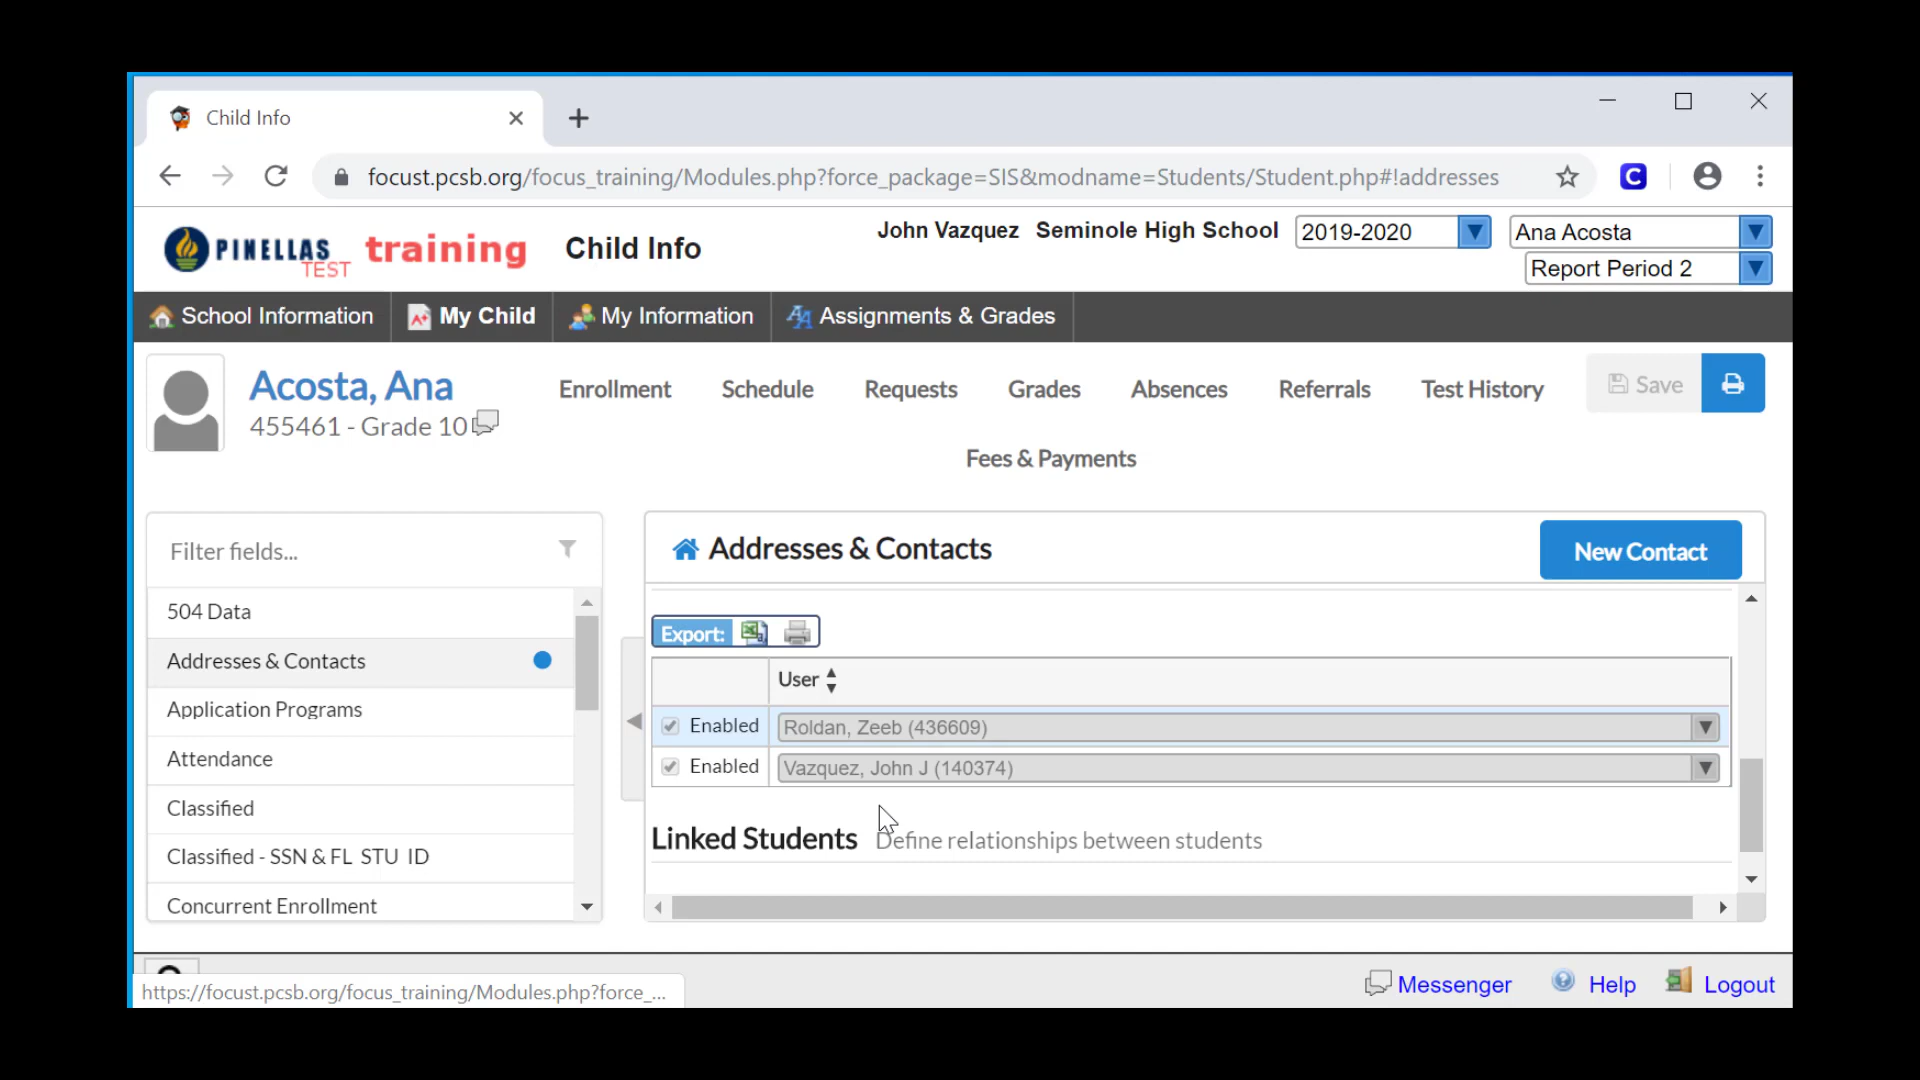 Child Info
focust.pcsb.org/focus_training/Modules.php?force_package=SIS&modname=Students/Student.php#!addresses
C
PINELLAS
TEST
training
Child Info
John Vazquez Seminole High School 2019-2020 Ana Acosta
Report Period 2
School Information My Child My Information Assignments & Grades
Acosta, Ana
455461 - Grade 10
Enrollment Schedule Requests Grades Absences Referrals Test History
Fees & Payments
Save
Filter fields...
504 Data
Addresses & Contacts
Application Programs
Attendance
Classified
Classified - SSN & FL STU ID
Concurrent Enrollment
Addresses & Contacts
New Contact
Export:
User
Enabled Roldan, Zeeb (436609)
Enabled Vazquez, John J (140374)
Linked Students Define relationships between students
https://focust.pcsb.org/focus_training/Modules.php?force_...
Messenger Help Logout